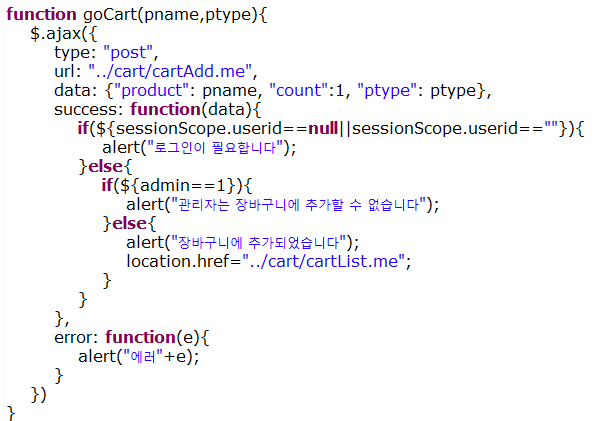 function goCart(pname,ptype){
    $.ajax({
        type: "post",
        url: "../cart/cartAdd.me",
        data: {"product": pname, "count":1, "ptype": ptype},
        success: function(data){
            if(${sessionScope.userid==null||sessionScope.userid==""}){
                alert("로그인이 필요합니다");
            }else{
                if(${admin==1}){
                    alert("관리자는 장바구니에 추가할 수 없습니다");
                }else{
                    alert("장바구니에 추가되었습니다");
                    location.href="../cart/cartList.me";
                }
            }
        },
        error: function(e){
            alert("에러"+e);
        }
    })
}